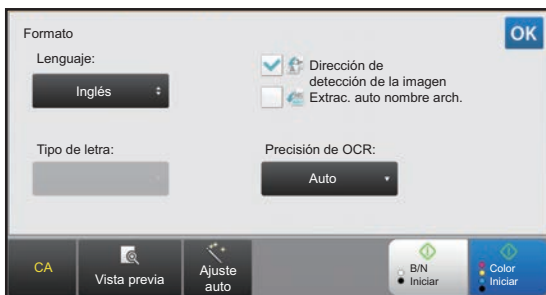 Formato
OK
Lenguaje:
Inglés
Dirección de
detección de la imagen
Extrac. auto nombre arch.
Tipo de letra:
Precisión de OCR:
Auto
CA
Vista previa
Ajuste
auto
B/N
Iniciar
Color
Iniciar